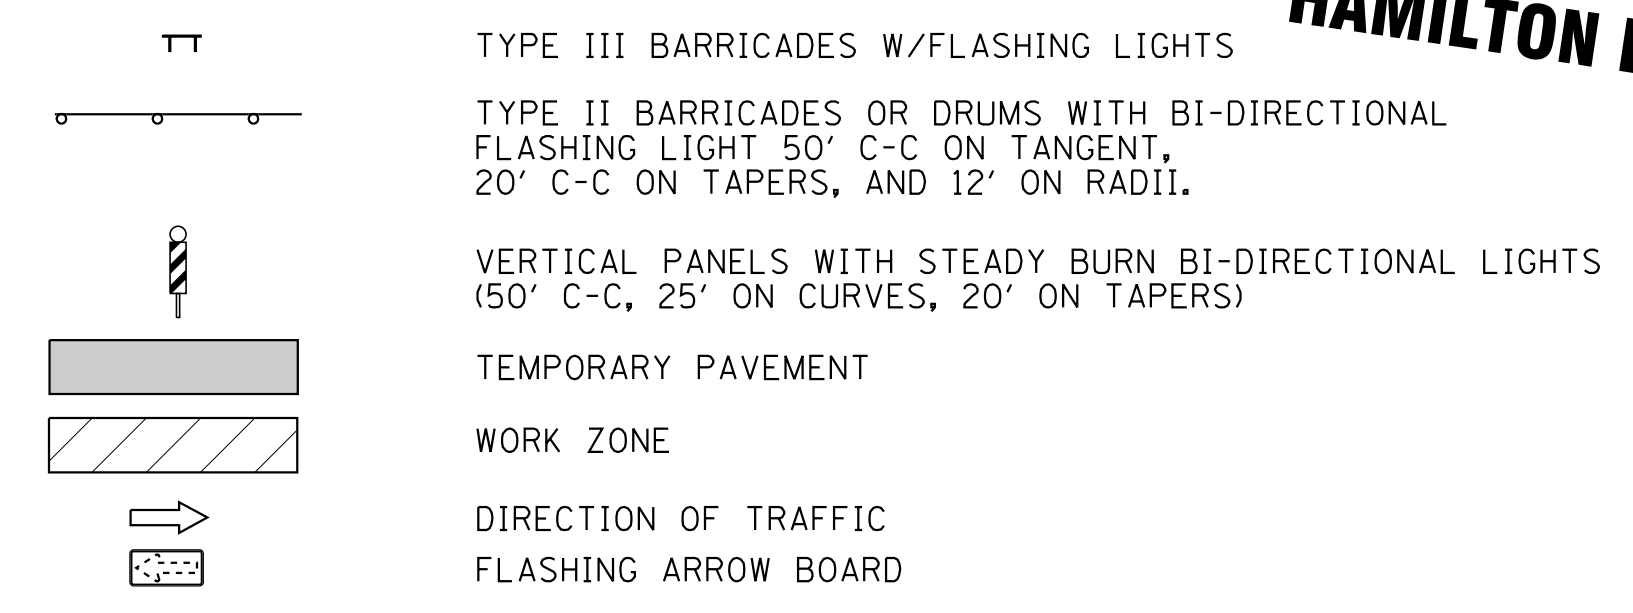 HAMILTON
TYPE III BARRICADES W/FLASHING LIGHTS
TYPE II BARRICADES OR DRUMS WITH BI-DIRECTIONAL
FLASHING LIGHT 50' C-C ON TANGENT,
20' C-C ON TAPERS, AND 12' ON RADII.
VERTICAL PANELS WITH STEADY BURN BI-DIRECTIONAL LIGHTS
(50' C-C, 25' ON CURVES, 20' ON TAPERS)
TEMPORARY PAVEMENT
WORK ZONE
DIRECTION OF TRAFFIC
FLASHING ARROW BOARD